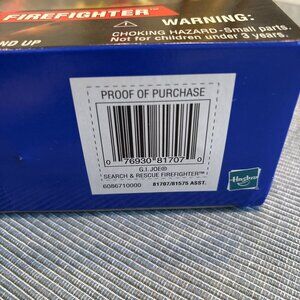 FIREFIGHTER™
WARNING:
CHOKING HAZARD-Small parts.
Not for children under 3 years.
ND UP
PROOF OF PURCHASE
0 76930 81707 0
G.I. JOE®
SEARCH & RESCUE FIREFIGHTER™
6086710000 81707/81575 ASST.
Hasbro